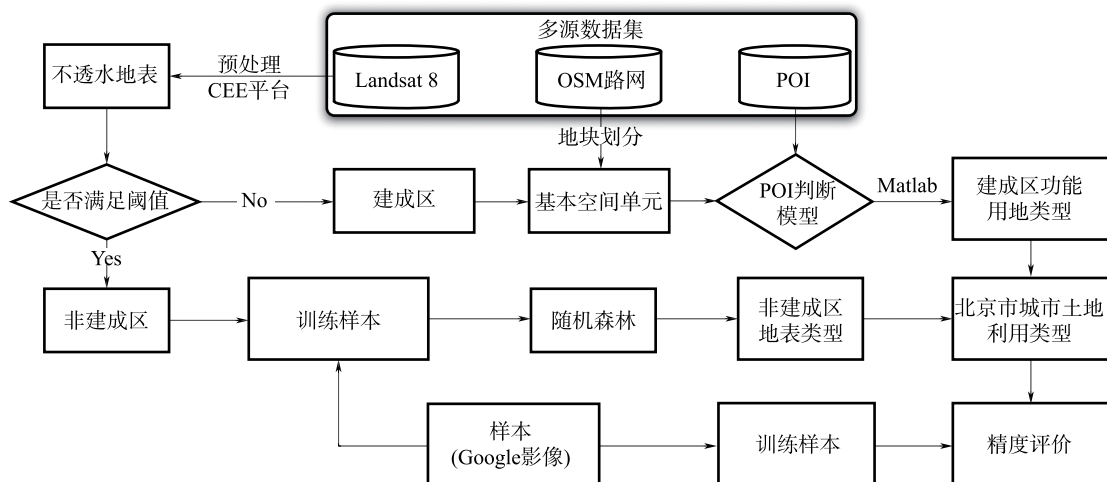 多源数据集
不透水地表
预处理
CEE平台
Landsat 8
OSM路网
POI
地块划分
是否满足阈值
No
建成区
基本空间单元
POI判断
模型
Matlab
建成区功能
用地类型
Yes
非建成区
训练样本
随机森林
非建成区
地表类型
北京市城市土地
利用类型
样本
(Google影像)
训练样本
精度评价